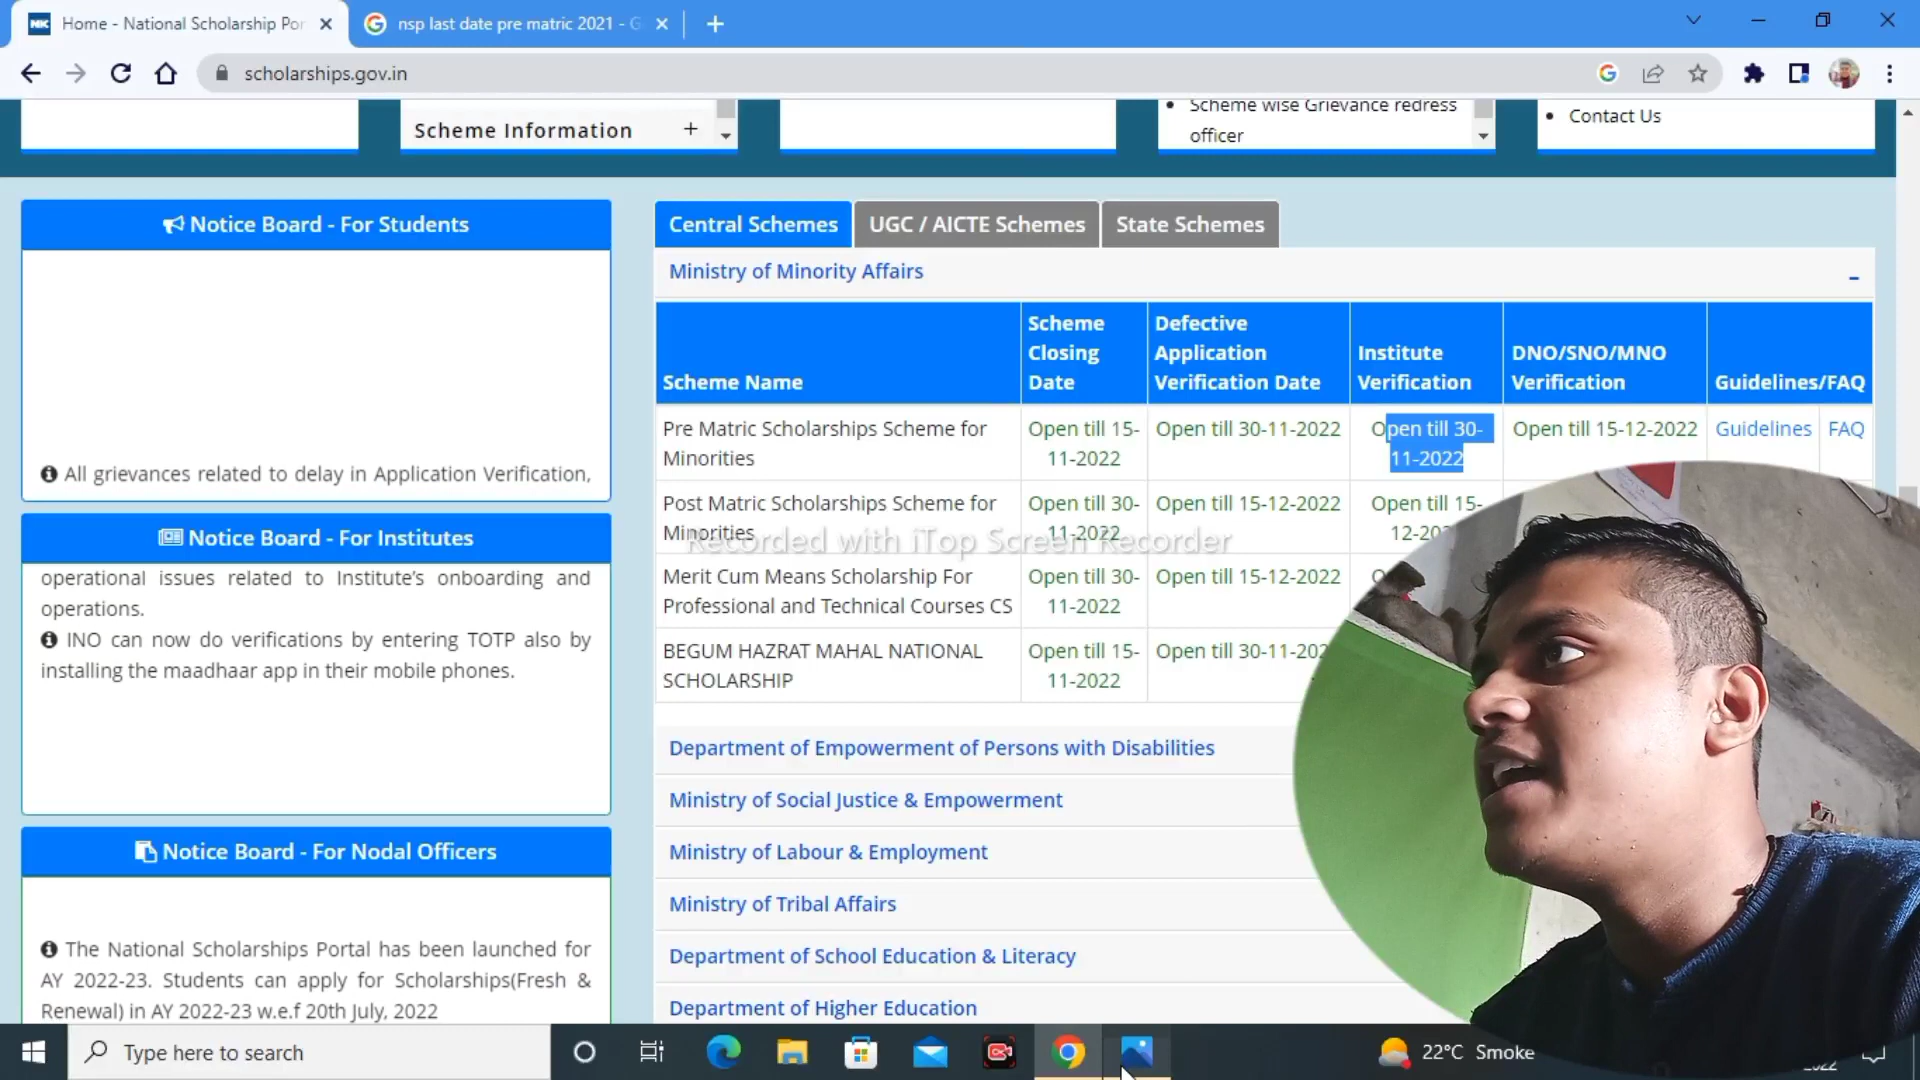 Home - National Scholarship Por
nsp last date pre matric 2021 - G
scholarships.gov.in
Scheme Information +
Scheme wise Grievance redress
officer
Contact Us
Notice Board - For Students
All grievances related to delay in Application Verification,
Notice Board - For Institutes
operational issues related to Institute's onboarding and
operations.
INO can now do verifications by entering TOTP also by
installing the maadhaar app in their mobile phones.
Notice Board - For Nodal Officers
The National Scholarships Portal has been launched for
AY 2022-23. Students can apply for Scholarships(Fresh &
Renewal) in AY 2022-23 w.e.f 20th July, 2022
Central Schemes
UGC / AICTE Schemes
State Schemes
Ministry of Minority Affairs
Scheme Name
Scheme
Closing
Date
Defective
Application
Verification Date
Institute
Verification
DNO/SNO/MNO
Verification
Guidelines/FAQ
Pre Matric Scholarships Scheme for
Minorities
Open till 15-
11-2022
Open till 30-11-2022
Open till 30-
11-2022
Open till 15-12-2022
Guidelines
FAQ
Post Matric Scholarships Scheme for
Minorities
Open till 30-
11-2022
Open till 15-12-2022
Open till 15-
Merit Cum Means Scholarship For
Professional and Technical Courses CS
Open till 30-
11-2022
Open till 15-12-2022
BEGUM HAZRAT MAHAL NATIONAL
SCHOLARSHIP
Open till 15-
11-2022
Open till 30-11-202
Recorded with iTop Screen Recorder
Department of Empowerment of Persons with Disabilities
Ministry of Social Justice & Empowerment
Ministry of Labour & Employment
Ministry of Tribal Affairs
Department of School Education & Literacy
Department of Higher Education
Type here to search
22°C Smoke